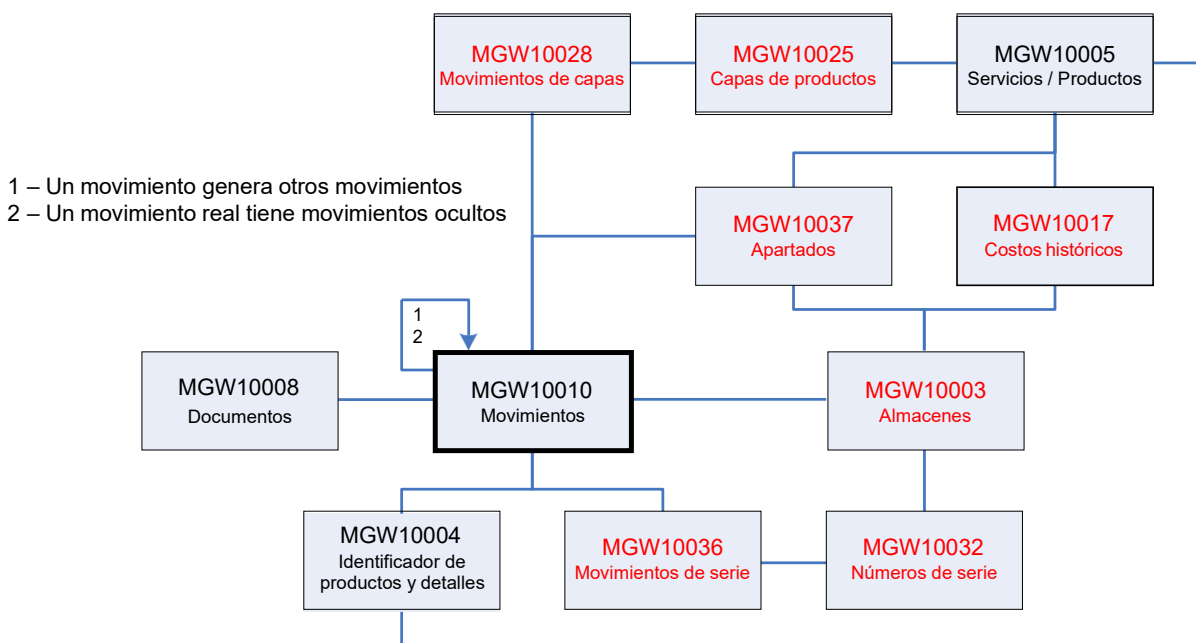 MGW10028
Movimientos de capas
MGW10025
Capas de productos
MGW10005
Servicios / Productos
1 – Un movimiento genera otros movimientos
2 – Un movimiento real tiene movimientos ocultos
MGW10037
Apartados
MGW10017
Costos históricos
1
2
MGW10008
Documentos
MGW10010
Movimientos
MGW10003
Almacenes
MGW10004
Identificador de
productos y detalles
MGW10036
Movimientos de serie
MGW10032
Números de serie